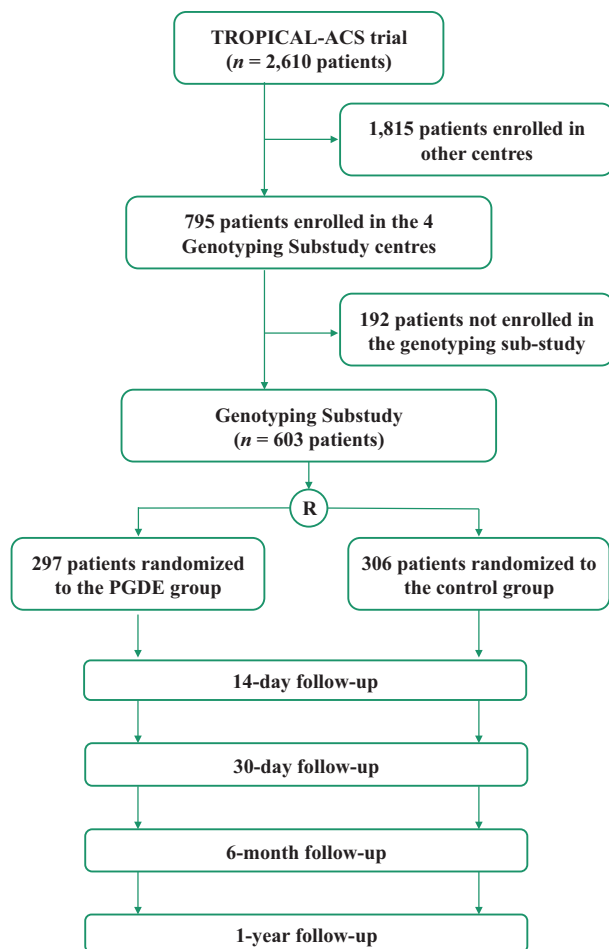 TROPICAL-ACS trial
(n = 2,610 patients)
1,815 patients enrolled in
other centres
795 patients enrolled in the 4
Genotyping Substudy centres
192 patients not enrolled in
the genotyping sub-study
Genotyping Substudy
(n = 603 patients)
R
297 patients randomized
to the PGDE group
306 patients randomized to
the control group
14-day follow-up
30-day follow-up
6-month follow-up
1-year follow-up